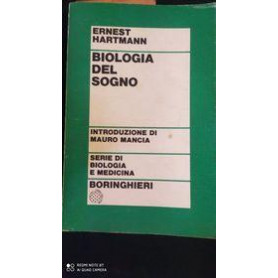 ERNEST
HARTMANN
BIOLOGIA
DEL
SOGNO
INTRODUZIONE DI
MAURO MANCIA
SERIE DI
BIOLOGIA
E MEDICINA
BORINGHIERI
REDMI NOTE 8T
AI QUAD CAMERA